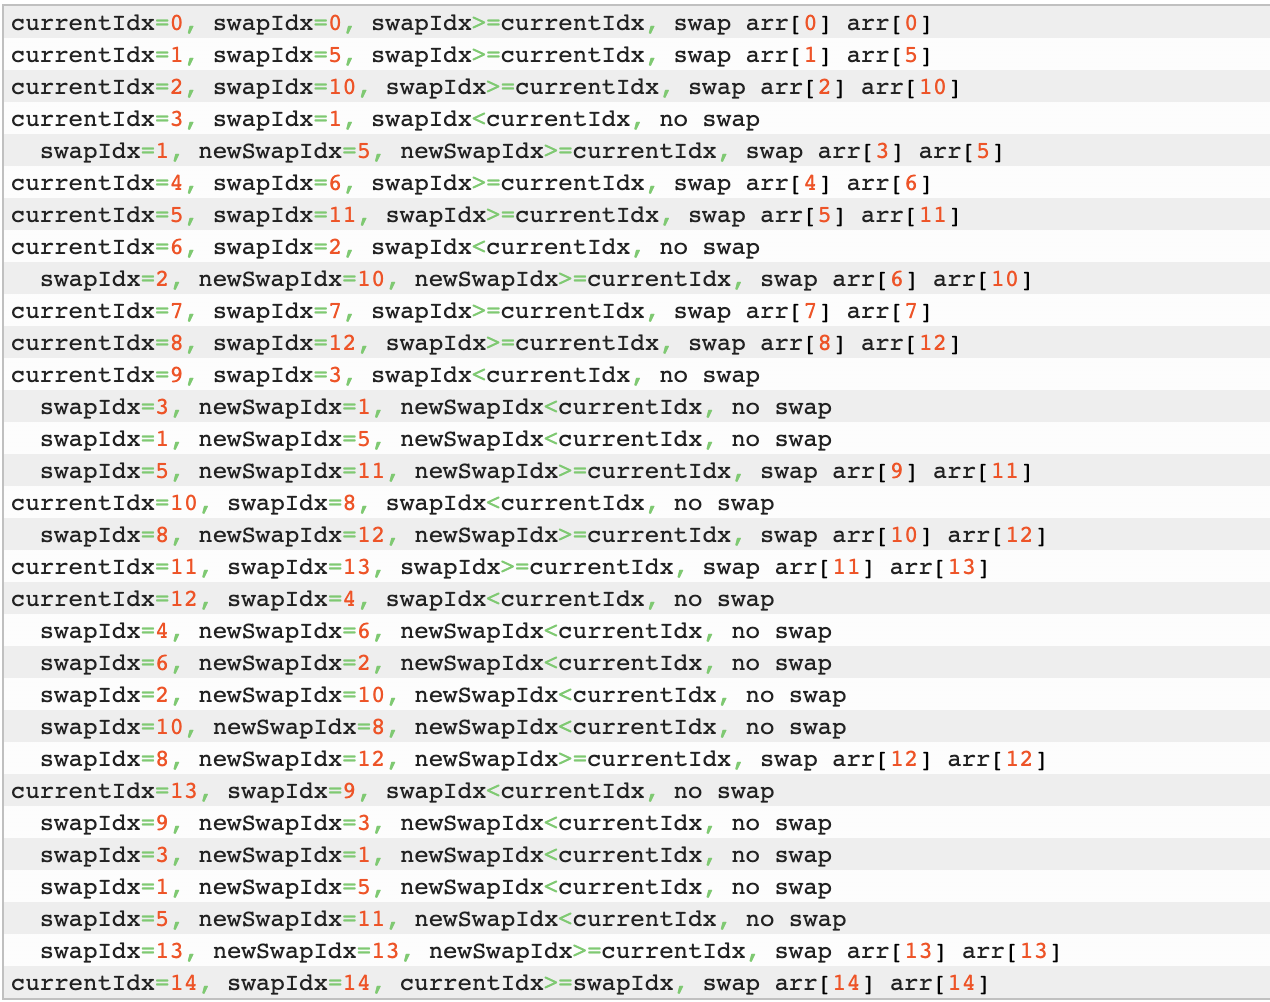 currentIdx=0, swapIdx=0, swapIdx>=currentIdx, swap arr[0] arr[0]
currentIdx=1, swapIdx=5, swapIdx>=currentIdx, swap arr[1] arr[5]
currentIdx=2, swapIdx=10, swapIdx>=currentIdx, swap arr[2] arr[10]
currentIdx=3, swapIdx=1, swapIdx<currentIdx, no swap
  swapIdx=1, newSwapIdx=5, newSwapIdx>=currentIdx, swap arr[3] arr[5]
currentIdx=4, swapIdx=6, swapIdx>=currentIdx, swap arr[4] arr[6]
currentIdx=5, swapIdx=11, swapIdx>=currentIdx, swap arr[5] arr[11]
currentIdx=6, swapIdx=2, swapIdx<currentIdx, no swap
  swapIdx=2, newSwapIdx=10, newSwapIdx>=currentIdx, swap arr[6] arr[10]
currentIdx=7, swapIdx=7, swapIdx>=currentIdx, swap arr[7] arr[7]
currentIdx=8, swapIdx=12, swapIdx>=currentIdx, swap arr[8] arr[12]
currentIdx=9, swapIdx=3, swapIdx<currentIdx, no swap
  swapIdx=3, newSwapIdx=1, newSwapIdx<currentIdx, no swap
  swapIdx=1, newSwapIdx=5, newSwapIdx<currentIdx, no swap
  swapIdx=5, newSwapIdx=11, newSwapIdx>=currentIdx, swap arr[9] arr[11]
currentIdx=10, swapIdx=8, swapIdx<currentIdx, no swap
  swapIdx=8, newSwapIdx=12, newSwapIdx>=currentIdx, swap arr[10] arr[12]
currentIdx=11, swapIdx=13, swapIdx>=currentIdx, swap arr[11] arr[13]
currentIdx=12, swapIdx=4, swapIdx<currentIdx, no swap
  swapIdx=4, newSwapIdx=6, newSwapIdx<currentIdx, no swap
  swapIdx=6, newSwapIdx=2, newSwapIdx<currentIdx, no swap
  swapIdx=2, newSwapIdx=10, newSwapIdx<currentIdx, no swap
  swapIdx=10, newSwapIdx=8, newSwapIdx<currentIdx, no swap
  swapIdx=8, newSwapIdx=12, newSwapIdx>=currentIdx, swap arr[12] arr[12]
currentIdx=13, swapIdx=9, swapIdx<currentIdx, no swap
  swapIdx=9, newSwapIdx=3, newSwapIdx<currentIdx, no swap
  swapIdx=3, newSwapIdx=1, newSwapIdx<currentIdx, no swap
  swapIdx=1, newSwapIdx=5, newSwapIdx<currentIdx, no swap
  swapIdx=5, newSwapIdx=11, newSwapIdx<currentIdx, no swap
  swapIdx=13, newSwapIdx=13, newSwapIdx>=currentIdx, swap arr[13] arr[13]
currentIdx=14, swapIdx=14, currentIdx>=swapIdx, swap arr[14] arr[14]